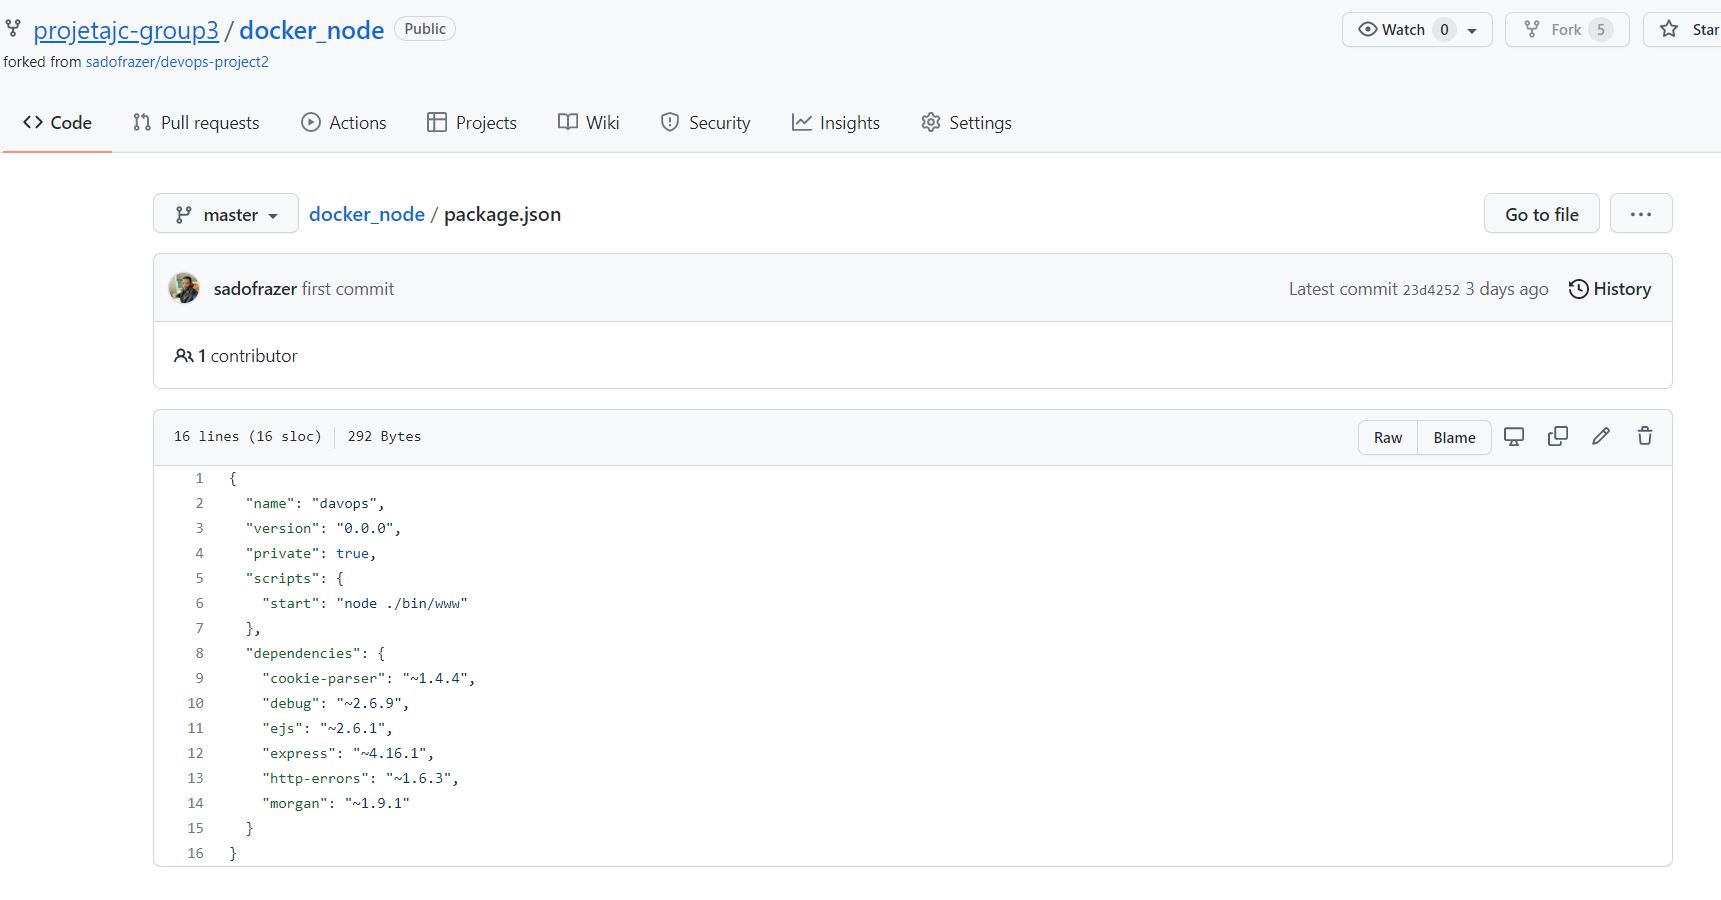 projetajc-group3 / docker_node Public Watch 0 Fork 5 Star
forked from sadofrazer/devops-project2
Code Pull requests Actions Projects Wiki Security Insights Settings
master docker_node / package.json Go to file ...
sadofrazer first commit Latest commit 23d4252 3 days ago History
1 contributor
16 lines (16 sloc) 292 Bytes Raw Blame
1 {
2   "name": "davops",
3   "version": "0.0.0",
4   "private": true,
5   "scripts": {
6     "start": "node ./bin/www"
7   },
8   "dependencies": {
9     "cookie-parser": "~1.4.4",
10     "debug": "~2.6.9",
11     "ejs": "~2.6.1",
12     "express": "~4.16.1",
13     "http-errors": "~1.6.3",
14     "morgan": "~1.9.1"
15   }
16 }